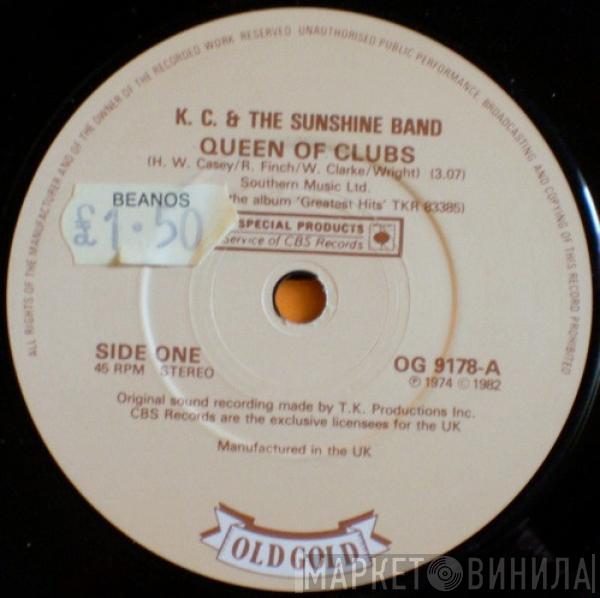 ALL RIGHTS OF THE MANUFACTURER AND OF THE OWNER OF THE RECORDED WORK RESERVED UNAUTHORISED PUBLIC PERFORMANCE, BROADCASTING AND COPYING OF THIS RECORD PROHIBITED
K. C. & THE SUNSHINE BAND
QUEEN OF CLUBS
(H. W. Casey/R. Finch/W. Clarke/Wright) (3.07)
Southern Music Ltd.
the album 'Greatest Hits' TKR 83385)
BEANOS
£1.50
SPECIAL PRODUCTS
Service of CBS Records
SIDE ONE
45 RPM STEREO
OG 9178-A
℗ 1974 © 1982
Original sound recording made by T.K. Productions Inc.
CBS Records are the exclusive licensees for the UK
Manufactured in the UK
OLD GOLD
МАРКЕТ ВИНИЛА